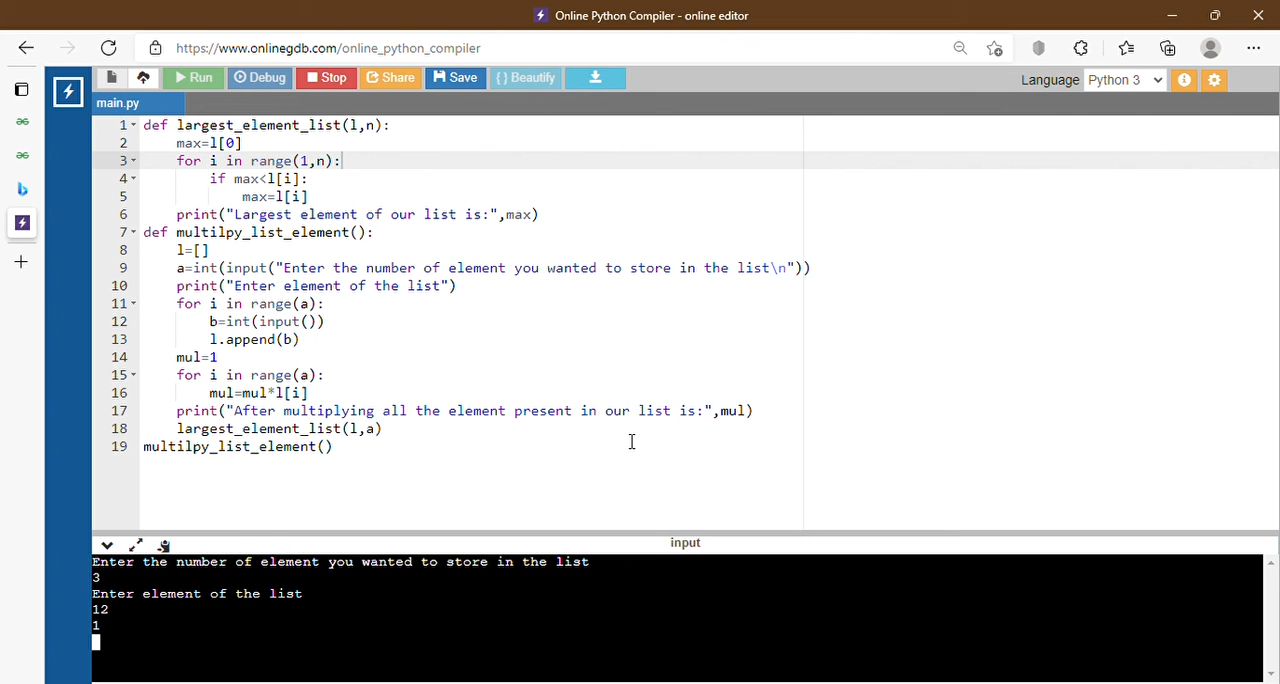 Online Python Compiler - online editor
https://www.onlinegdb.com/online_python_compiler
Run Debug Stop Share Save { } Beautify Language Python 3
main.py
1 def largest_element_list(l,n):
2 max=l[0]
3 for i in range(1,n):
4 if max<l[i]:
5 max=l[i]
6 print("Largest element of our list is:",max)
7 def multilpy_list_element():
8 l=[]
9 a=int(input("Enter the number of element you wanted to store in the list\n"))
10 print("Enter element of the list")
11 for i in range(a):
12 b=int(input())
13 l.append(b)
14 mul=1
15 for i in range(a):
16 mul=mul*l[i]
17 print("After multiplying all the element present in our list is:",mul)
18 largest_element_list(l,a)
19 multilpy_list_element()
input
Enter the number of element you wanted to store in the list
3
Enter element of the list
12
1